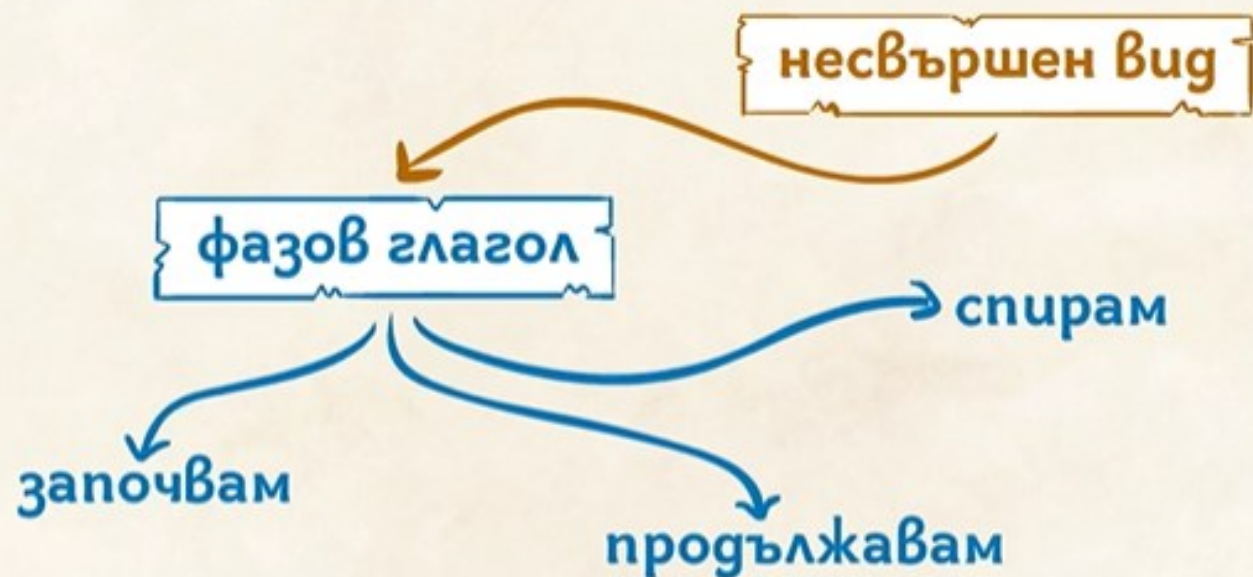 несвършен вид
фазов глагол
спирам
започвам
продължавам